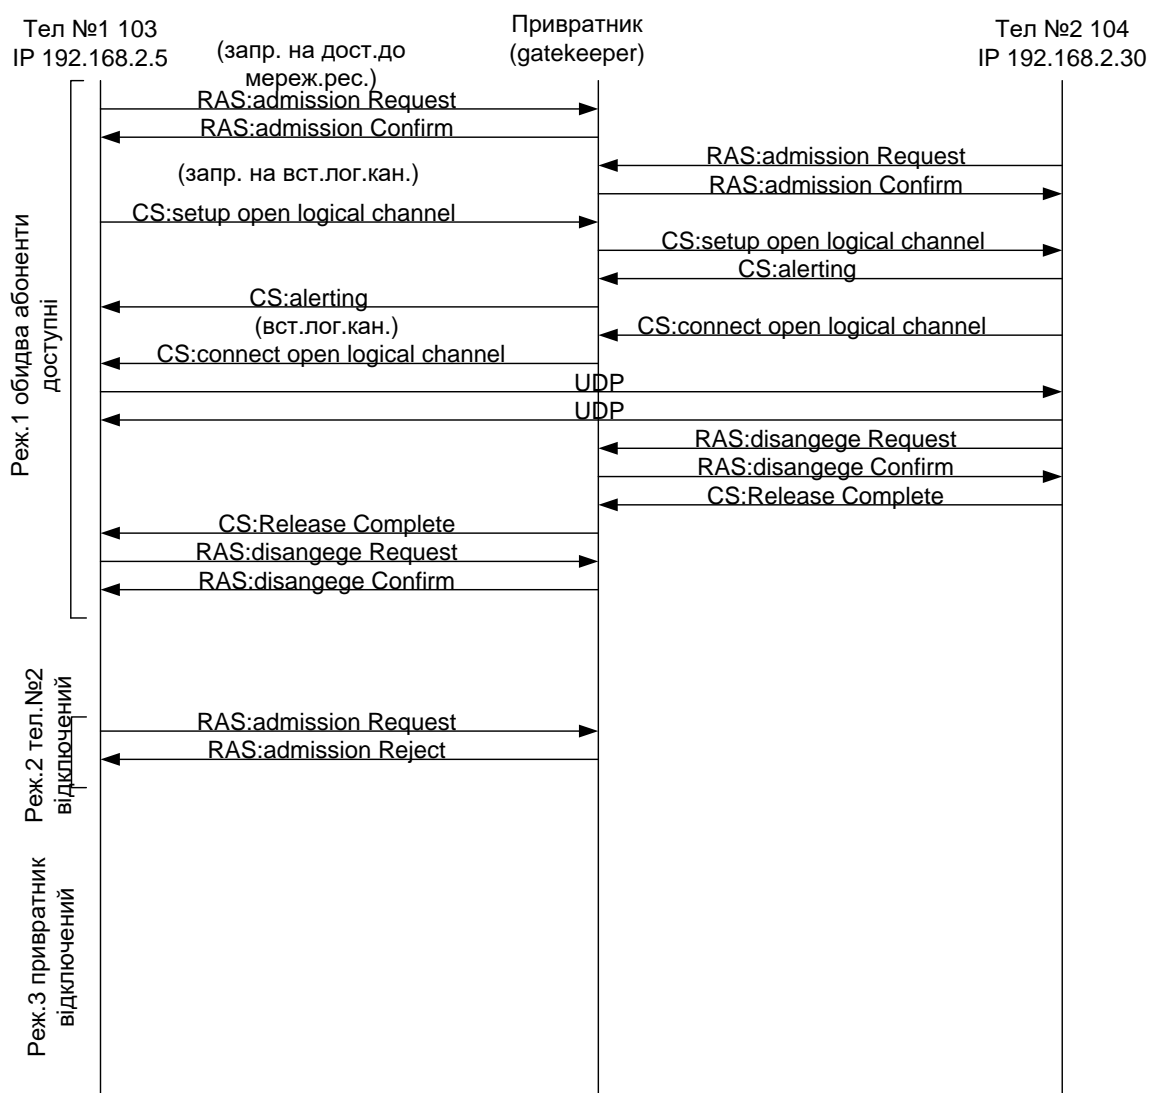 Тел №1 103
IP 192.168.2.5
Привратник
(gatekeeper)
Тел №2 104
IP 192.168.2.30
(запр. на дост.до
мереж.рес.)
RAS:admission Request
RAS:admission Confirm
RAS:admission Request
(запр. на вст.лог.кан.)
RAS:admission Confirm
CS:setup open logical channel
CS:setup open logical channel
CS:alerting
CS:alerting
(вст.лог.кан.)
CS:connect open logical channel
CS:connect open logical channel
UDP
UDP
RAS:disangege Request
RAS:disangege Confirm
CS:Release Complete
CS:Release Complete
RAS:disangege Request
RAS:disangege Confirm
Реж.1 обидва абоненти
доступні
RAS:admission Request
RAS:admission Reject
Реж.2 тел.№2
відключений
Реж.3 привратник
відключений